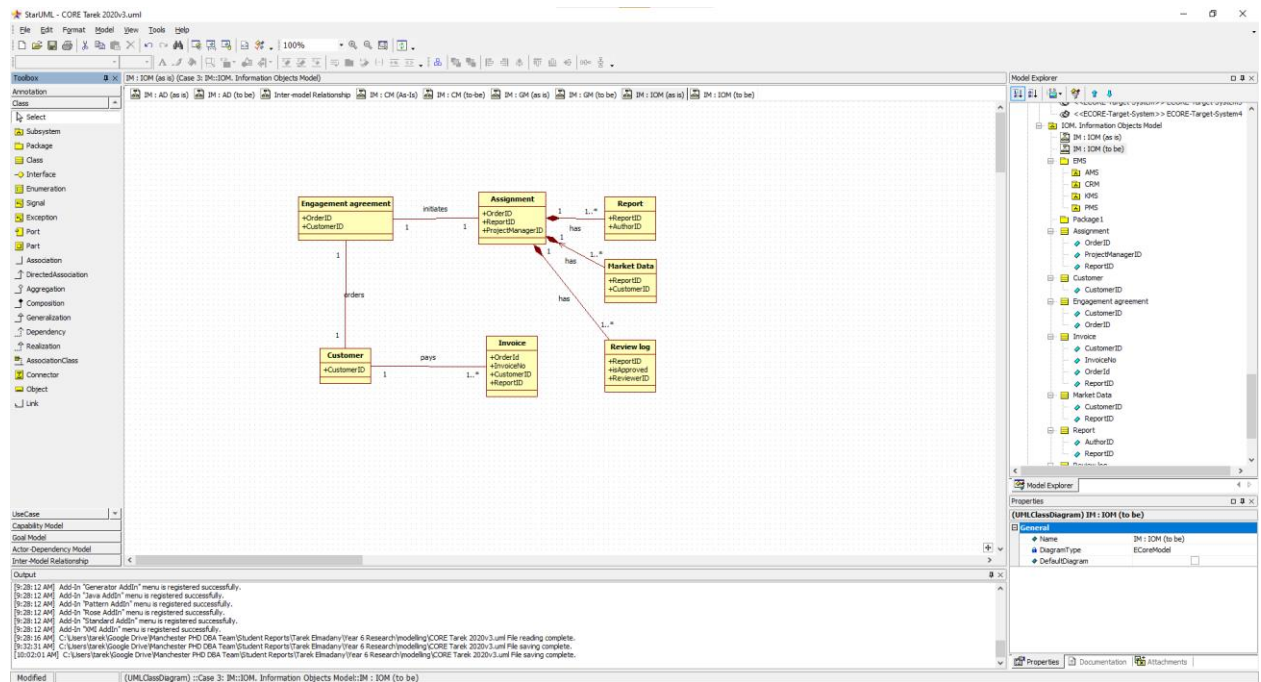 StarUML - CORE Tarek 2020v3.uml
File Edit Format Model View Tools Help
100%
Toolbox
Annotation
Class
Select
Subsystem
Package
Class
Interface
Enumeration
Signal
Exception
Port
Part
Association
DirectedAssociation
Aggregation
Composition
Generalization
Dependency
Realization
AssociationClass
Connector
Object
Link
UseCase
Capability Model
Goal Model
Actor-Dependency Model
Inter-Model Relationship
IM : IOM (as is) (Case 3: IM::IOM. Information Objects Model)
IM : AD (as is) IM : AD (to be) Inter-model Relationship IM : CM (As-Is) IM : CM (to-be) IM : GM (as is) IM : GM (to be) IM : IOM (as is) IM : IOM (to be)
Engagement agreement
+OrderID
+CustomerID
initiates
1
1
Assignment
+OrderID
+ReportID
+ProjectManagerID
1
1..*
has
Report
+ReportID
+AuthorID
1
1..*
has
Market Data
+ReportID
+CustomerID
1
has
1..*
Review log
+ReportID
+isApproved
+ReviewerID
1
orders
1
Customer
+CustomerID
pays
1
1..*
Invoice
+OrderId
+InvoiceNo
+CustomerID
+ReportID
Model Explorer
<<ECORE-Target-System>> ECORE-Target-System4
IOM. Information Objects Model
IM : IOM (as is)
IM : IOM (to be)
EMS
AMS
CRM
KMS
PMS
Package1
Assignment
OrderID
ProjectManagerID
ReportID
Customer
CustomerID
Engagement agreement
CustomerID
OrderID
Invoice
CustomerID
InvoiceNo
OrderId
ReportID
Market Data
CustomerID
ReportID
Report
AuthorID
ReportID
Model Explorer
Properties
(UMLClassDiagram) IM : IOM (to be)
General
Name IM : IOM (to be)
DiagramType ECoreModel
DefaultDiagram
Properties Documentation Attachments
Output
[9:28:12 AM] Add-In "Generator AddIn" menu is registered successfully.
[9:28:12 AM] Add-In "Java AddIn" menu is registered successfully.
[9:28:12 AM] Add-In "Pattern AddIn" menu is registered successfully.
[9:28:12 AM] Add-In "Rose AddIn" menu is registered successfully.
[9:28:12 AM] Add-In "Standard AddIn" menu is registered successfully.
[9:28:12 AM] Add-In "XMI AddIn" menu is registered successfully.
[9:28:16 AM] C:\Users\tarek\Google Drive\Manchester PHD DBA Team\Student Reports\Tarek Elmadany\Year 6 Research\modelling\CORE Tarek 2020v3.uml File reading complete.
[9:32:31 AM] C:\Users\tarek\Google Drive\Manchester PHD DBA Team\Student Reports\Tarek Elmadany\Year 6 Research\modelling\CORE Tarek 2020v3.uml File saving complete.
[10:02:01 AM] C:\Users\tarek\Google Drive\Manchester PHD DBA Team\Student Reports\Tarek Elmadany\Year 6 Research\modelling\CORE Tarek 2020v3.uml File saving complete.
Modified
(UMLClassDiagram) ::Case 3: IM::IOM. Information Objects Model::IM : IOM (to be)